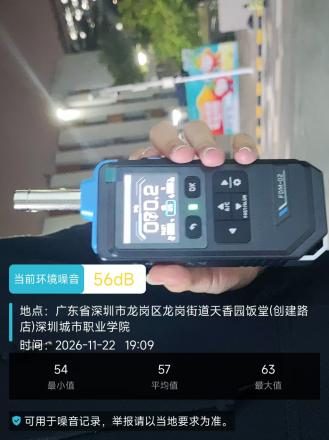 070.2
OK
A/C
FDM-02
当前环境噪音
56dB
地点：广东省深圳市龙岗区龙岗街道天香园饭堂(创建路
店)深圳城市职业学院
时间：2026-11-22 19:09
54
57
63
最小值
平均值
最大值
可用于噪音记录，举报请以当地要求为准。